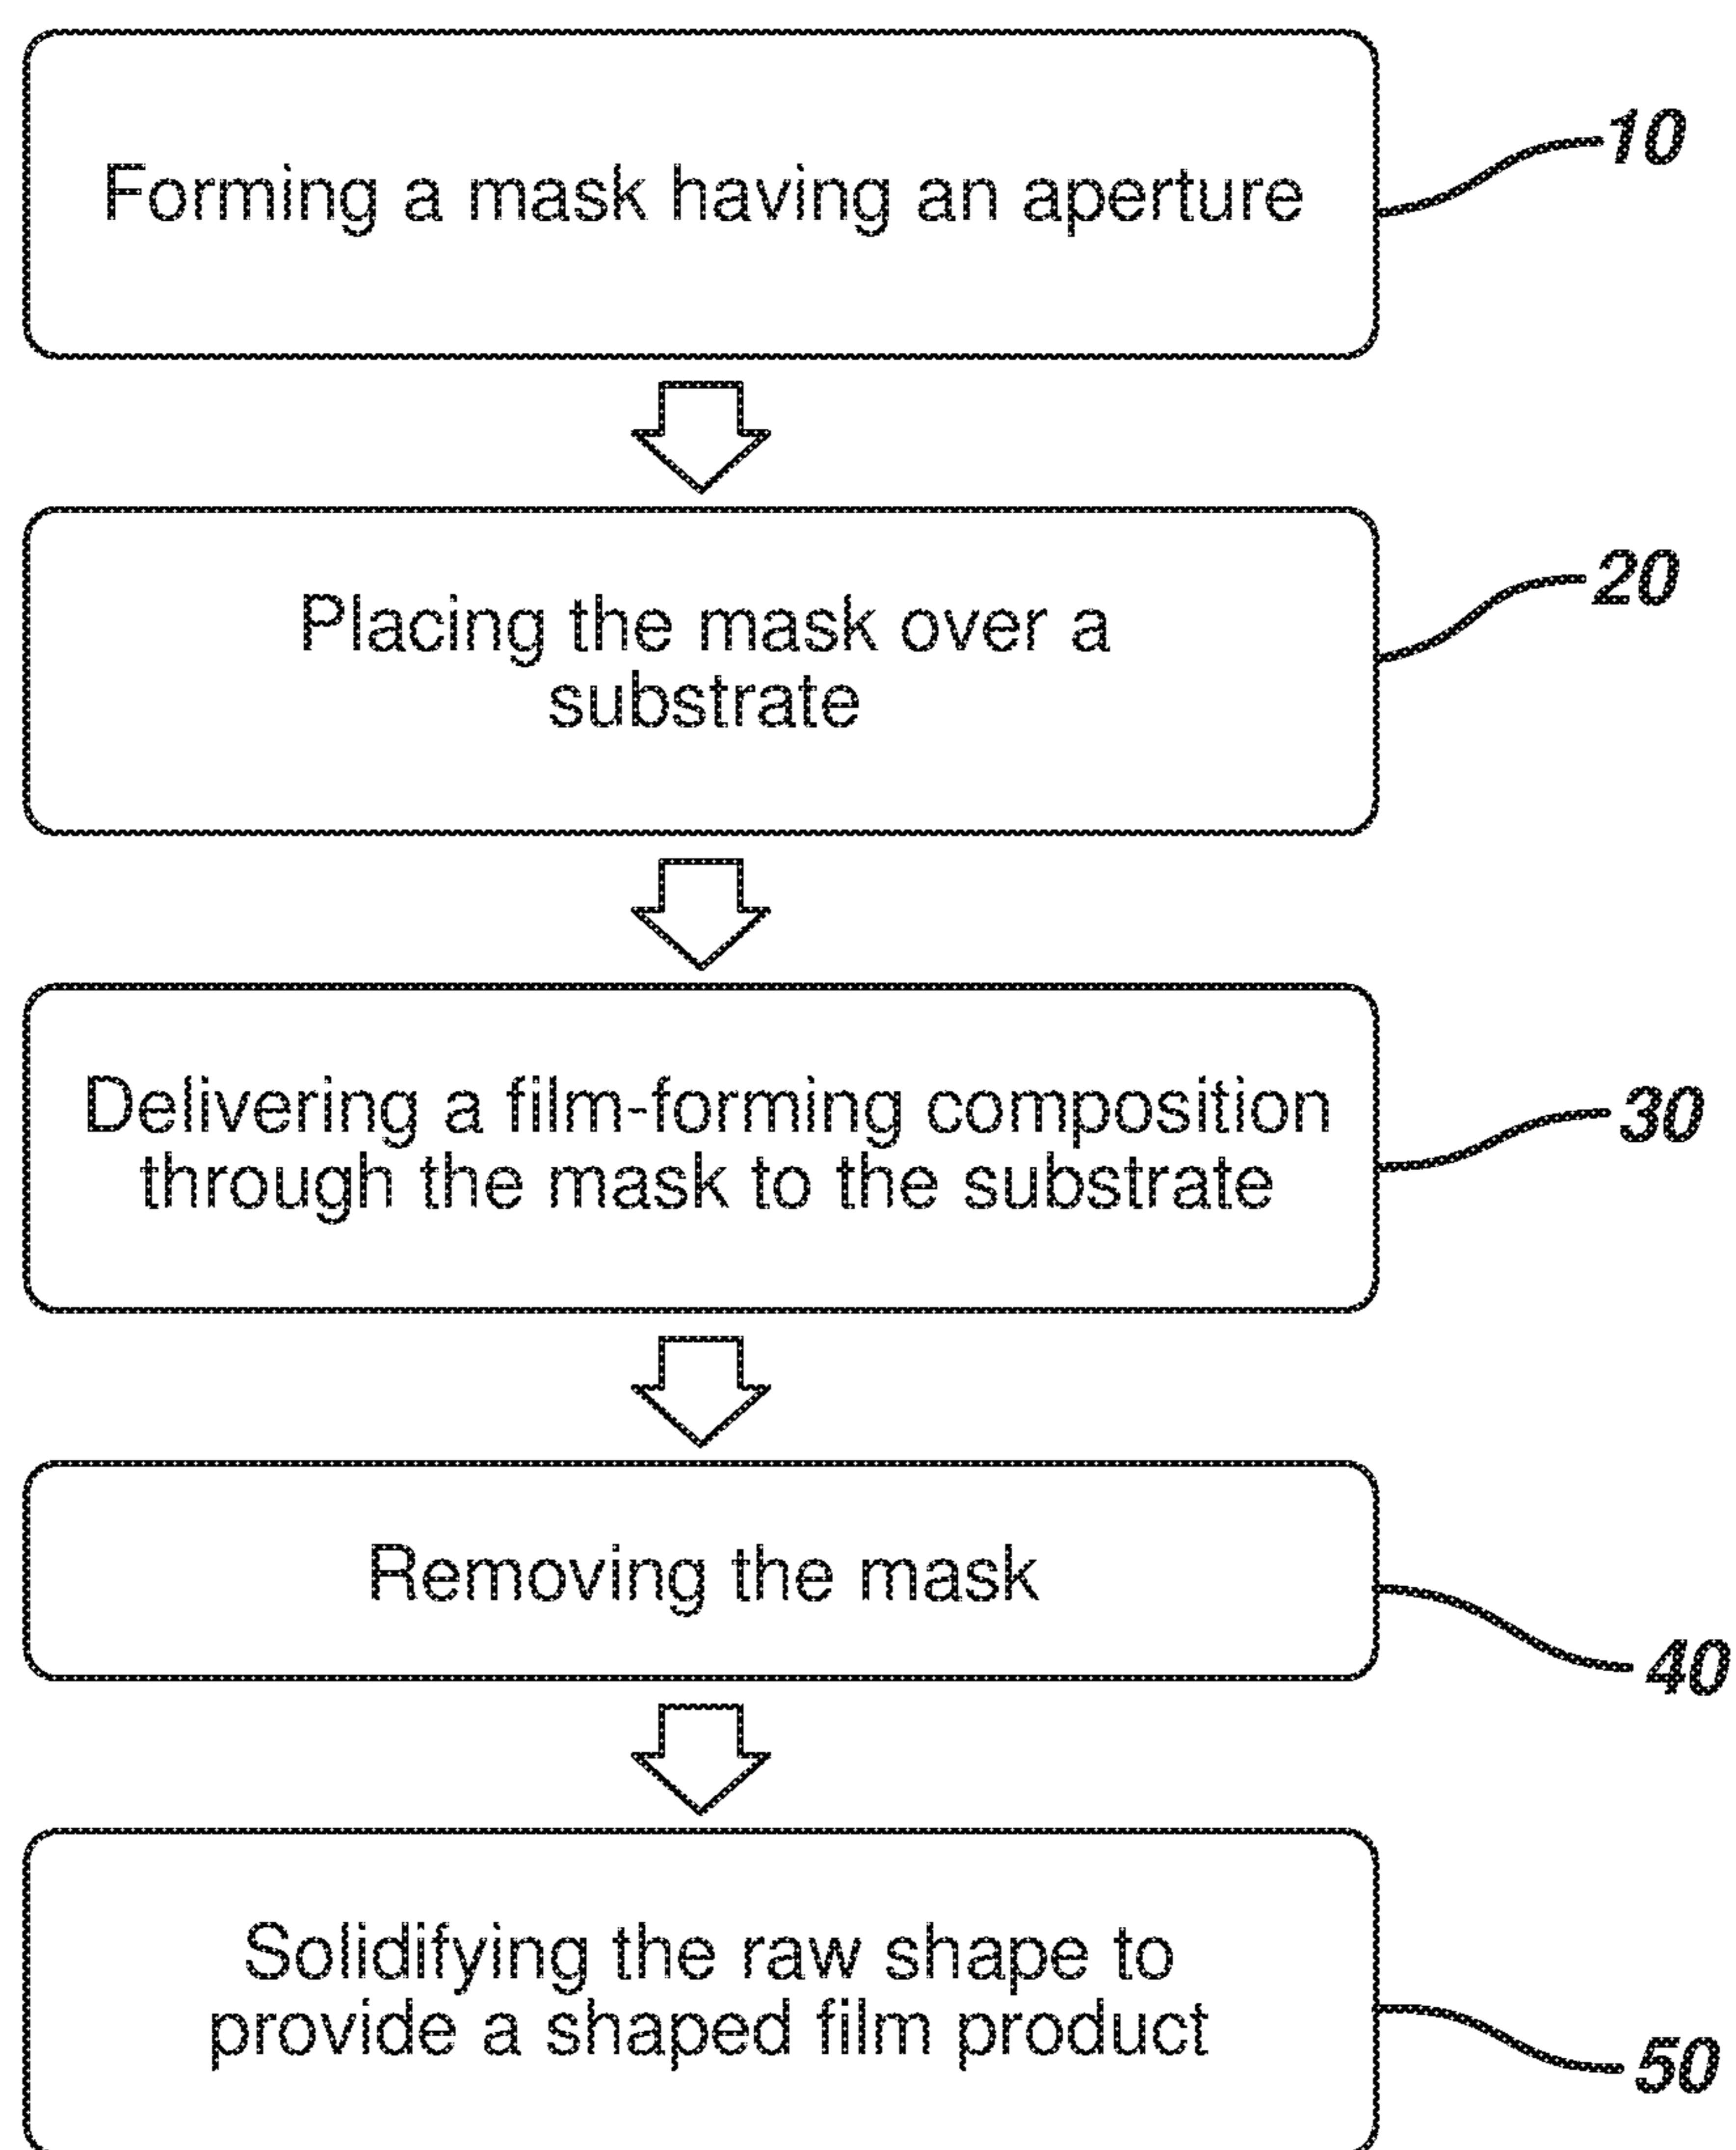 Forming a mask having an aperture
10
Placing the mask over a
substrate
20
Delivering a film-forming composition
through the mask to the substrate
30
Removing the mask
40
Solidifying the raw shape to
provide a shaped film product
50